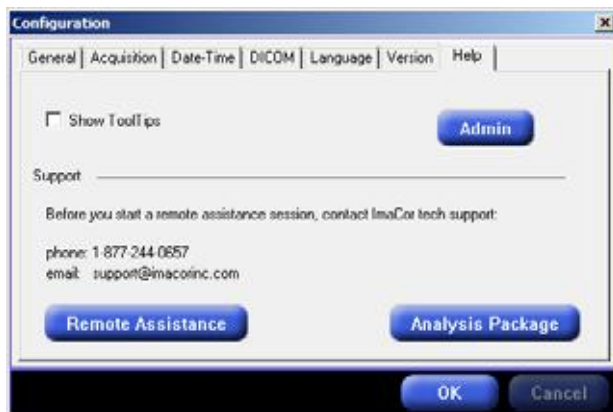 Configuration
General Acquisition Date-Time DICOM Language Version Help
Show ToolTips
Admin
Support
Before you start a remote assistance session, contact ImaCor tech support:
phone: 1-877-244-0657
email: support@imacorinc.com
Remote Assistance Analysis Package
OK Cancel